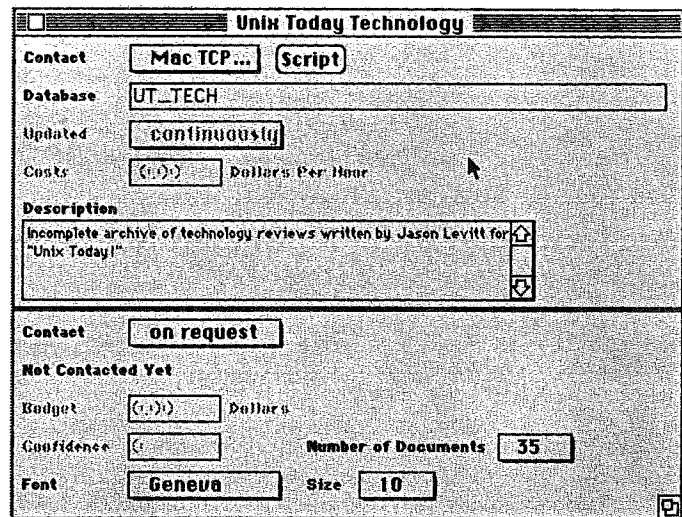 Unix Today Technology
Contact Mac TCP... Script
Database UT_TECH
Updated continuously
Costs Dollars Per Hour
Description
Incomplete archive of technology reviews written by Jason Levitt for
"Unix Today!"
Contact on request
Not Contacted Yet
Budget Dollars
Confidence Number of Documents 35
Font Geneva Size 10